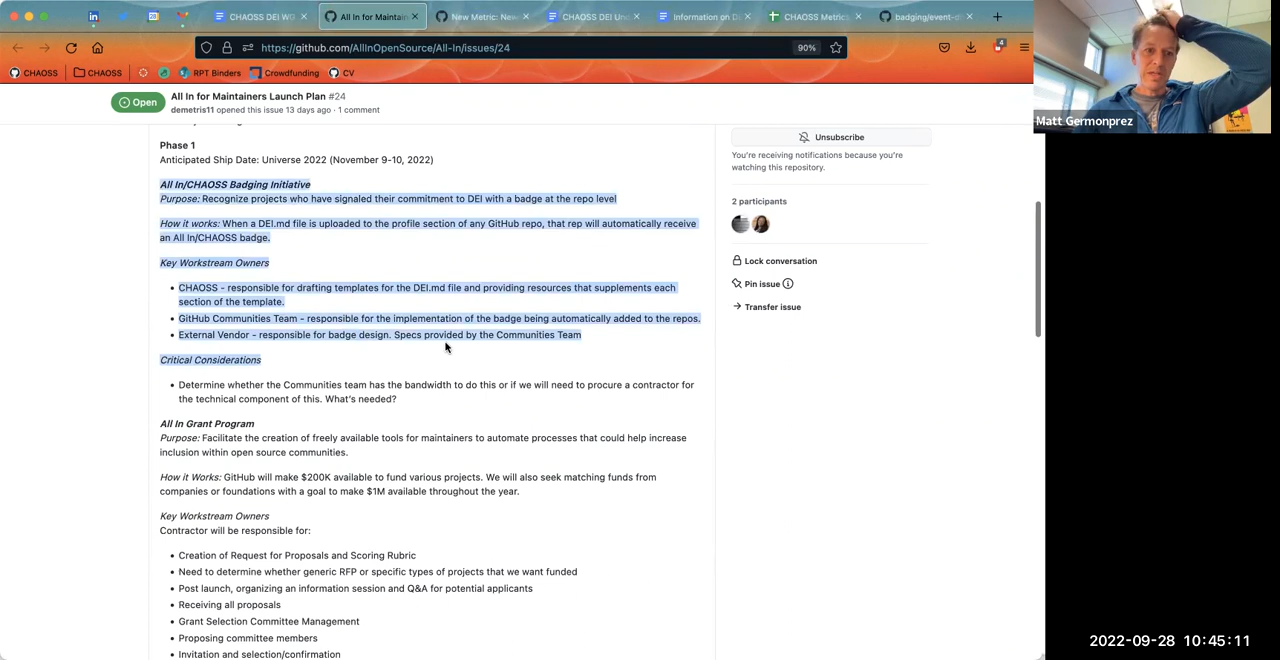 CHAOSS DEI WG
All In for Maintain
New Metric: New
CHAOSS DEI Un
Information on D
CHAOSS Metrics
badging/event-d
https://github.com/AllInOpenSource/All-In/issues/24
90%
4
CHAOSS
CHAOSS
RPT Binders
Crowdfunding
CV
Matt Germonprez
Open
All In for Maintainers Launch Plan #24
demetris11 opened this issue 13 days ago · 1 comment
Phase 1
Anticipated Ship Date: Universe 2022 (November 9-10, 2022)
All In/CHAOSS Badging Initiative
Purpose: Recognize projects who have signaled their commitment to DEI with a badge at the repo level
How it works: When a DEI.md file is uploaded to the profile section of any GitHub repo, that rep will automatically receive
an All In/CHAOSS badge.
Key Workstream Owners
• CHAOSS - responsible for drafting templates for the DEI.md file and providing resources that supplements each
section of the template.
• GitHub Communities Team - responsible for the implementation of the badge being automatically added to the repos.
• External Vendor - responsible for badge design. Specs provided by the Communities Team
Critical Considerations
• Determine whether the Communities team has the bandwidth to do this or if we will need to procure a contractor for
the technical component of this. What's needed?
All In Grant Program
Purpose: Facilitate the creation of freely available tools for maintainers to automate processes that could help increase
inclusion within open source communities.
How it Works: GitHub will make $200K available to fund various projects. We will also seek matching funds from
companies or foundations with a goal to make $1M available throughout the year.
Key Workstream Owners
Contractor will be responsible for:
• Creation of Request for Proposals and Scoring Rubric
• Need to determine whether generic RFP or specific types of projects that we want funded
• Post launch, organizing an information session and Q&A for potential applicants
• Receiving all proposals
• Grant Selection Committee Management
• Proposing committee members
• Invitation and selection/confirmation
Unsubscribe
You're receiving notifications because you're
watching this repository.
2 participants
Lock conversation
Pin issue
Transfer issue
2022-09-28 10:45:11